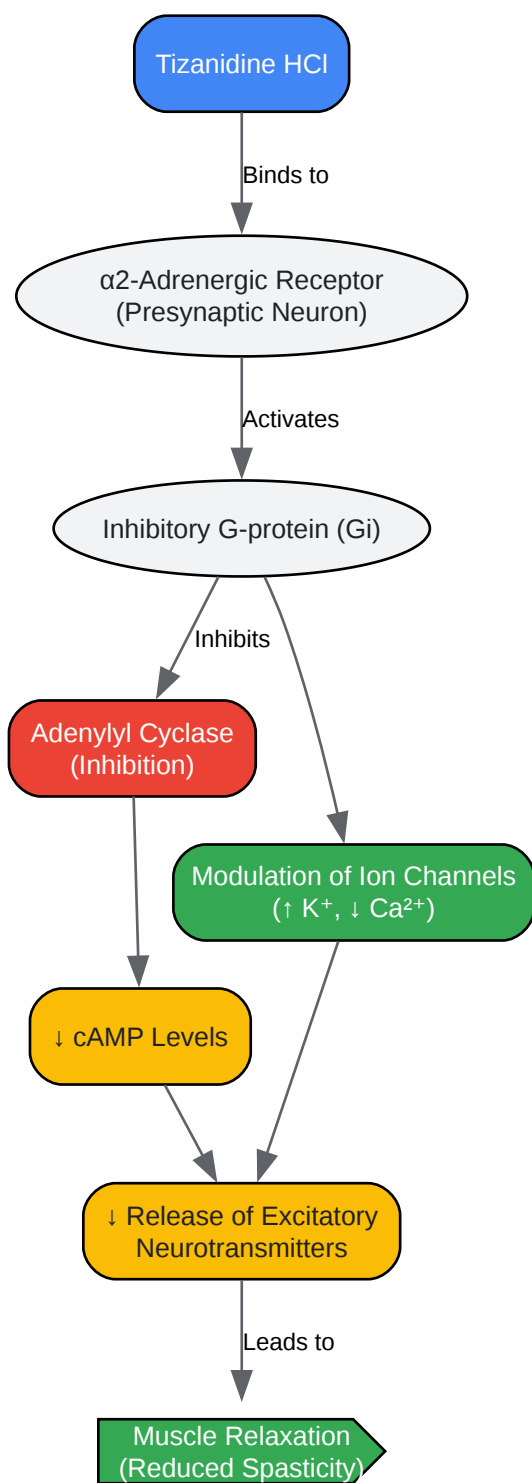 Tizanidine HCl
Binds to
α2-Adrenergic Receptor
(Presynaptic Neuron)
Activates
Inhibitory G-protein (Gi)
Inhibits
Adenylyl Cyclase
(Inhibition)
Modulation of Ion Channels
(↑ K⁺, ↓ Ca²⁺)
↓ cAMP Levels
↓ Release of Excitatory
Neurotransmitters
Leads to
Muscle Relaxation
(Reduced Spasticity)